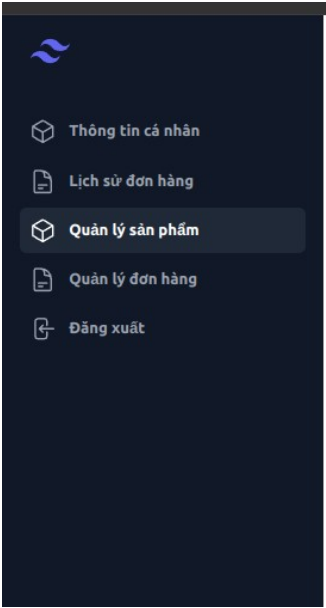 Thông tin cá nhân
Lịch sử đơn hàng
Quản lý sản phẩm
Quản lý đơn hàng
Đăng xuất